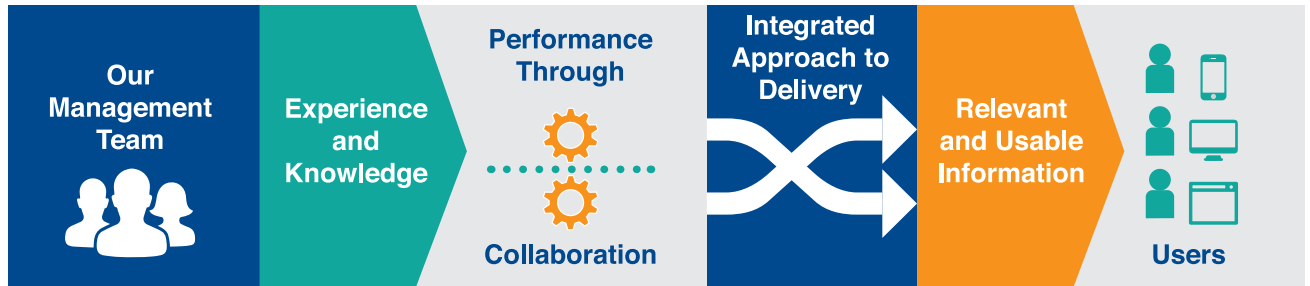 Our
Management
Team
Experience
and
Knowledge
Performance
Through
Collaboration
Integrated
Approach to
Delivery
Relevant
and Usable
Information
Users